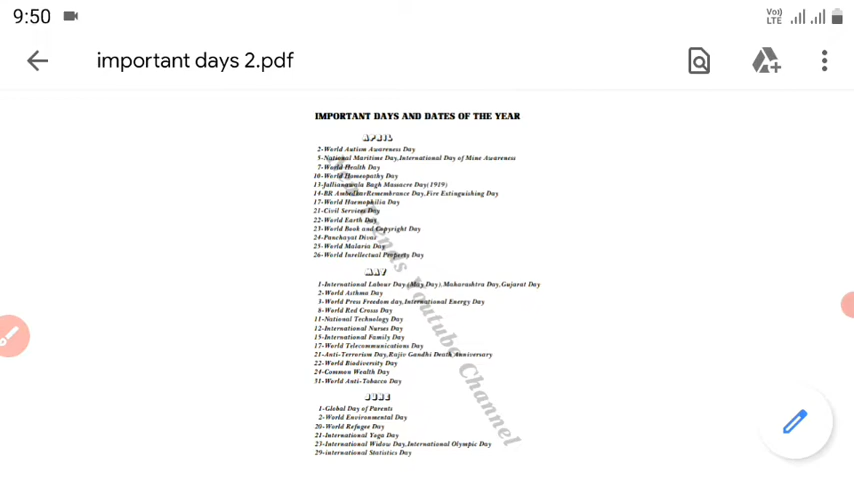 9:50
Vo))
LTE
important days 2.pdf
IMPORTANT DAYS AND DATES OF THE YEAR
APRIL
2-World Autism Awareness Day
5-National Maritime Day,International Day of Mine Awareness
7-World Health Day
10-World Homeopathy Day
13-Jallianawala Bagh Massacre Day(1919)
14-BR AmbedkarRemembrance Day,Fire Extinguishing Day
17-World Haemophilia Day
21-Civil Services Day
22-World Earth Day
23-World Book and Copyright Day
24-Panchayat Divas
25-World Malaria Day
26-World Inrellectual Property Day
MAY
1-International Labour Day,(May Day),Maharashtra Day,Gujarat Day
2-World Asthma Day
3-World Press Freedom day,International Energy Day
8-World Red Crosss Day
11-National Technology Day
12-International Nurses Day
15-International Family Day
17-World Telecommunications Day
21-Anti-Terrorism Day,Rajiv Gandhi Death Anniversary
22-World Biodiversity Day
24-Common Wealth Day
31-World Anti-Tobacco Day
JUNE
1-Global Day of Parents
2-World Environmental Day
20-World Refugee Day
21-International Yoga Day
23-International Widow Day,International Olympic Day
29-international Statistics Day
Youtube Channel